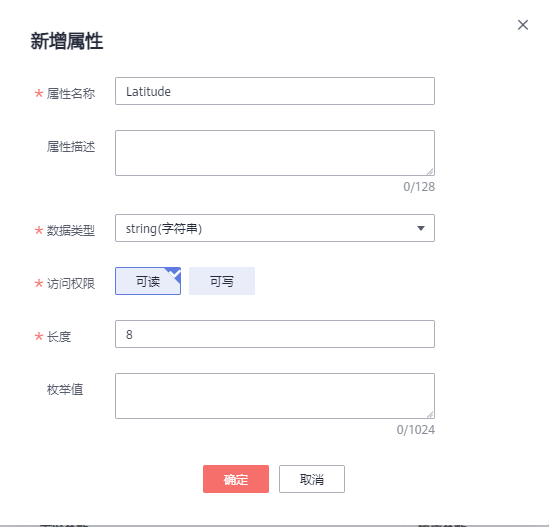 新增属性
* 属性名称 Latitude
属性描述
0/128
* 数据类型 string(字符串)
* 访问权限 可读 可写
* 长度 8
枚举值
0/1024
确定 取消